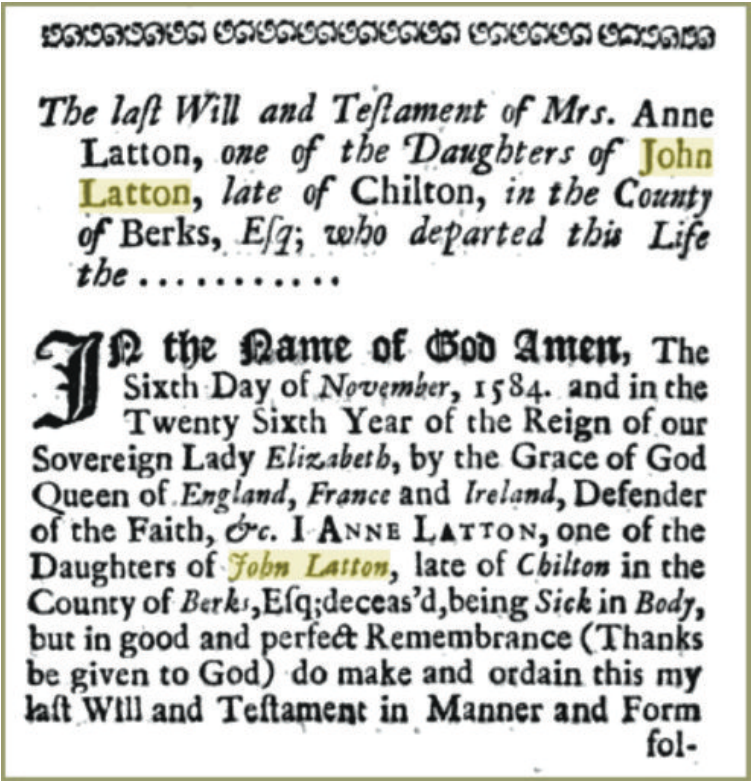 The laſt Will and Teſtament of Mrs. Anne
Latton, one of the Daughters of John
Latton, late of Chilton, in the County
of Berks, Eſq; who departed this Life
the ...........
IN the Name of God Amen, The
Sixth Day of November, 1584. and in the
Twenty Sixth Year of the Reign of our
Sovereign Lady Elizabeth, by the Grace of God
Queen of England, France and Ireland, Defender
of the Faith, &c. I ANNE LATTON, one of the
Daughters of John Latton, late of Chilton in the
County of Berks,Eſq;deceas'd,being Sick in Body,
but in good and perfect Remembrance (Thanks
be given to God) do make and ordain this my
laſt Will and Teſtament in Manner and Form
fol-